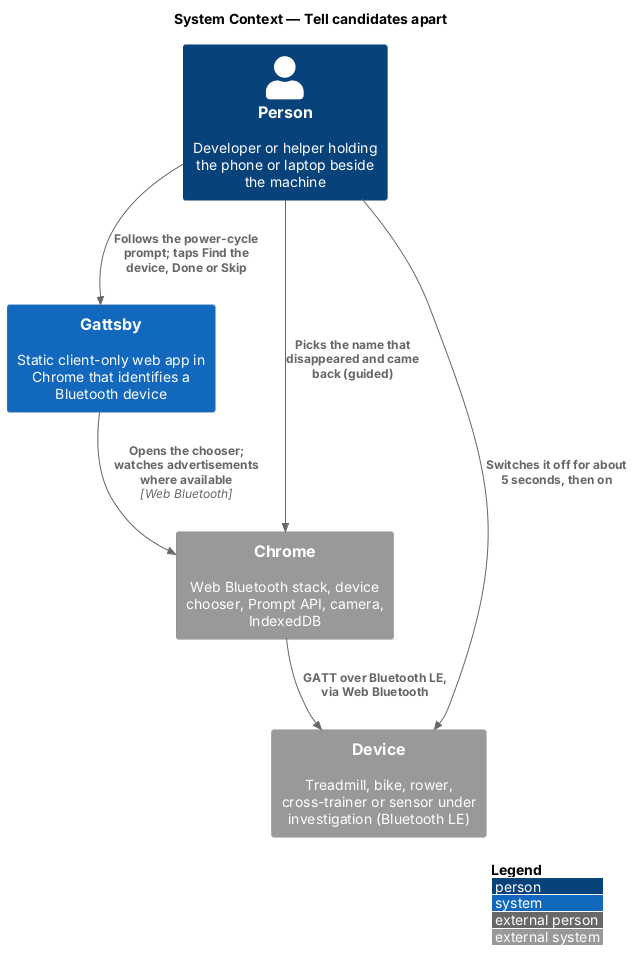 System Context — Tell candidates apart
Person
Developer or helper holding
the phone or laptop beside
the machine
Follows the power-cycle
prompt; taps Find the
device, Done or Skip
Gattsby
Static client-only web app in
Chrome that identifies a
Bluetooth device
Picks the name that
disappeared and came
back (guided)
Opens the chooser;
watches advertisements
where available
[Web Bluetooth]
Switches it off for about
5 seconds, then on
Chrome
Web Bluetooth stack, device
chooser, Prompt API, camera,
IndexedDB
GATT over Bluetooth LE,
via Web Bluetooth
Device
Treadmill, bike, rower,
cross-trainer or sensor under
investigation (Bluetooth LE)
Legend
person
system
external person
external system